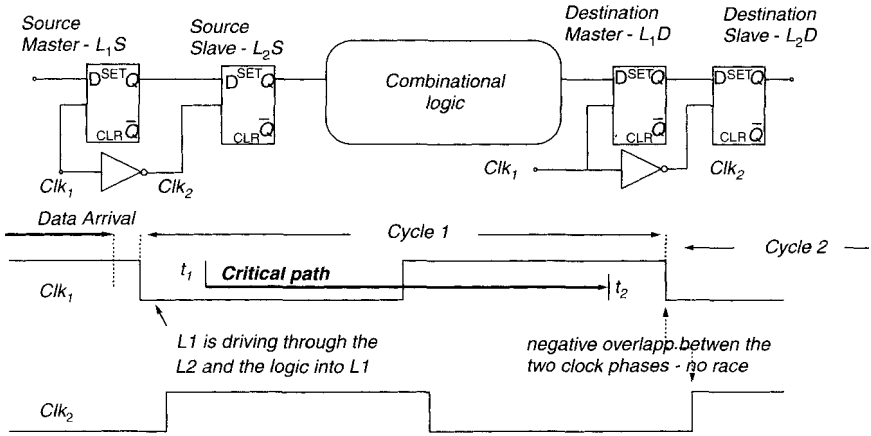 Source
Master - L₁S
Source
Slave - L₂S
Destination
Master - L₁D
Destination
Slave - L₂D
D SET Q
CLR Q̅
D SET Q
CLR Q̅
Combinational
logic
D SET Q
CLR Q̅
D SET Q
CLR Q̅
Clk₁
Clk₂
Clk₁
Clk₂
Data Arrival
Cycle 1
Cycle 2
Clk₁
t₁
Critical path
t₂
L1 is driving through the
L2 and the logic into L1
negative overlapp betwen the
two clock phases - no race
Clk₂